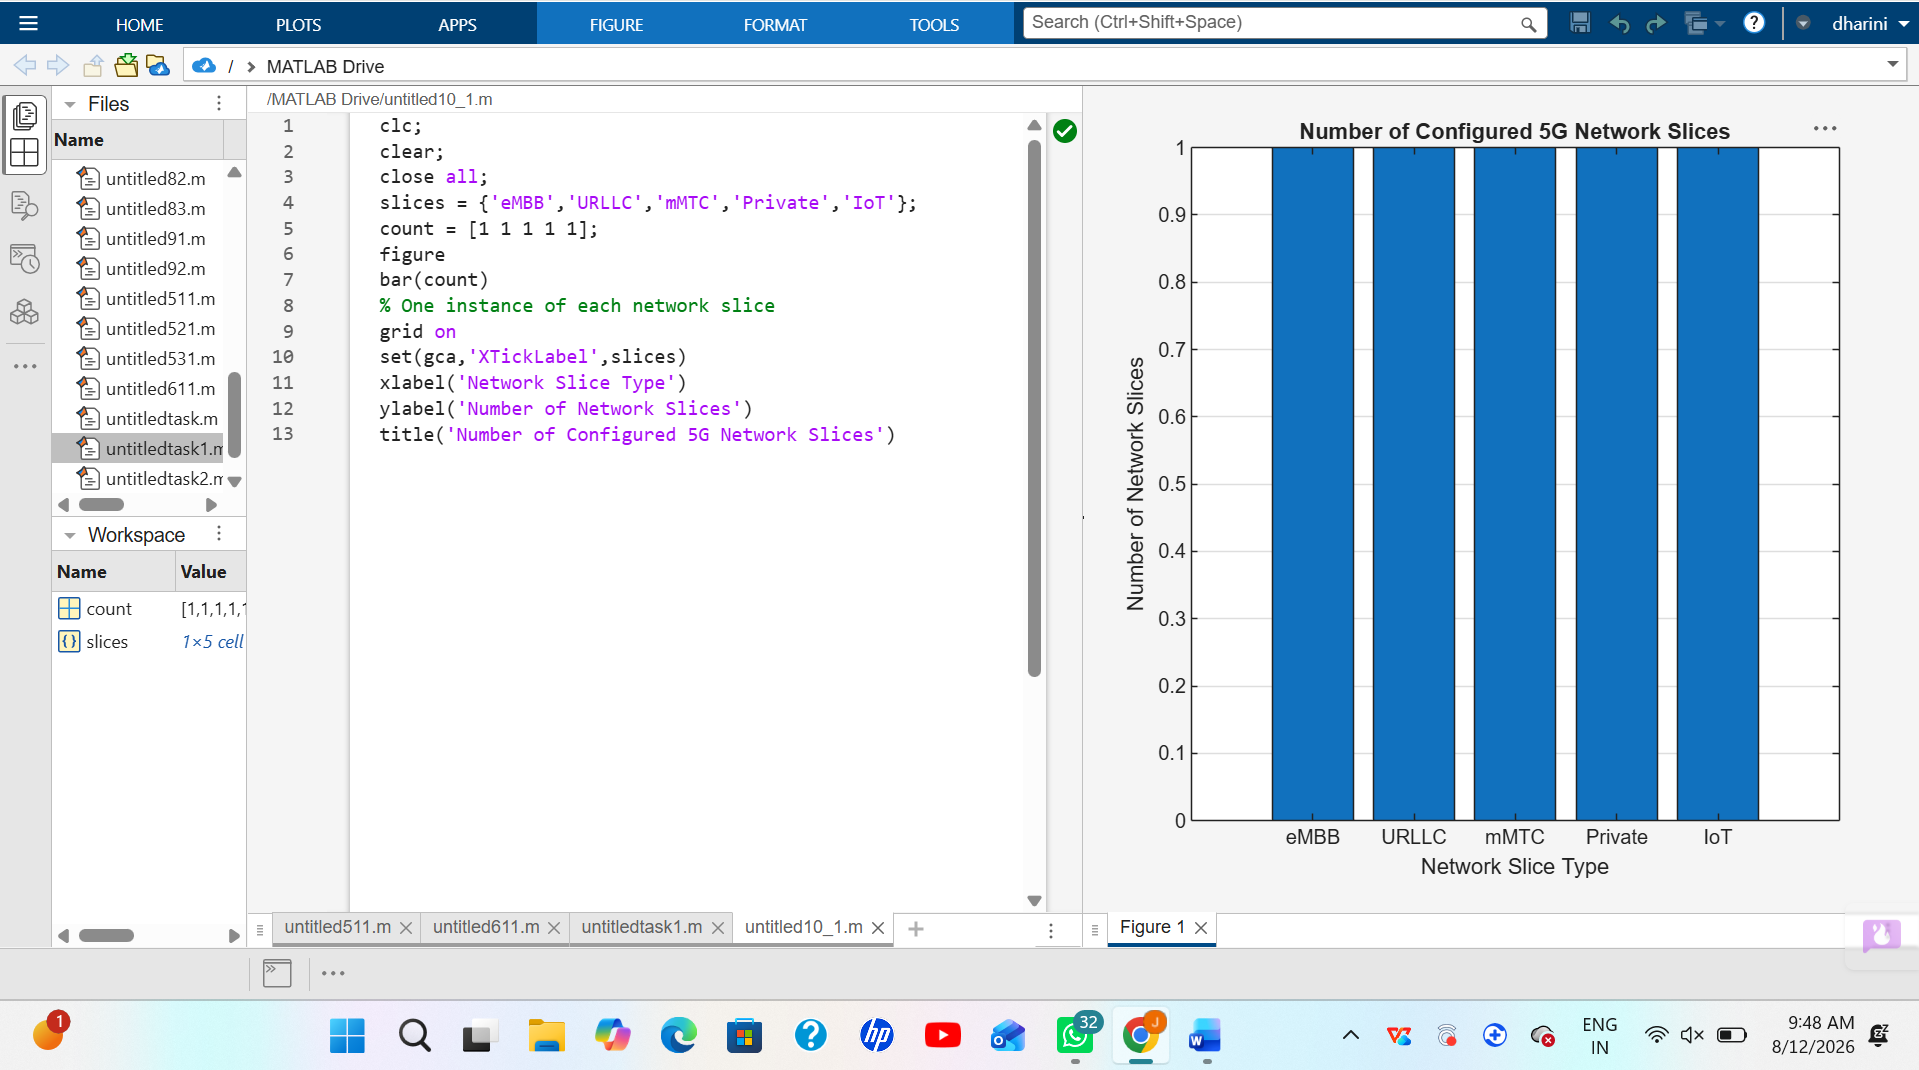 HOME PLOTS APPS FIGURE FORMAT TOOLS Search (Ctrl+Shift+Space) dharini
/ MATLAB Drive
Files
Name
untitled82.m
untitled83.m
untitled91.m
untitled92.m
untitled511.m
untitled521.m
untitled531.m
untitled611.m
untitledtask.m
untitledtask1.m
untitledtask2.m
Workspace
Name Value
count [1,1,1,1,1
slices 1×5 cell
/MATLAB Drive/untitled10_1.m
1 clc;
2 clear;
3 close all;
4 slices = {'eMBB','URLLC','mMTC','Private','IoT'};
5 count = [1 1 1 1 1];
6 figure
7 bar(count)
8 % One instance of each network slice
9 grid on
10 set(gca,'XTickLabel',slices)
11 xlabel('Network Slice Type')
12 ylabel('Number of Network Slices')
13 title('Number of Configured 5G Network Slices')
untitled511.m untitled611.m untitledtask1.m untitled10_1.m
Number of Configured 5G Network Slices
Number of Network Slices
1
0.9
0.8
0.7
0.6
0.5
0.4
0.3
0.2
0.1
0
eMBB URLLC mMTC Private IoT
Network Slice Type
Figure 1
1
hp
32
J
W
ENG
IN
9:48 AM
8/12/2026